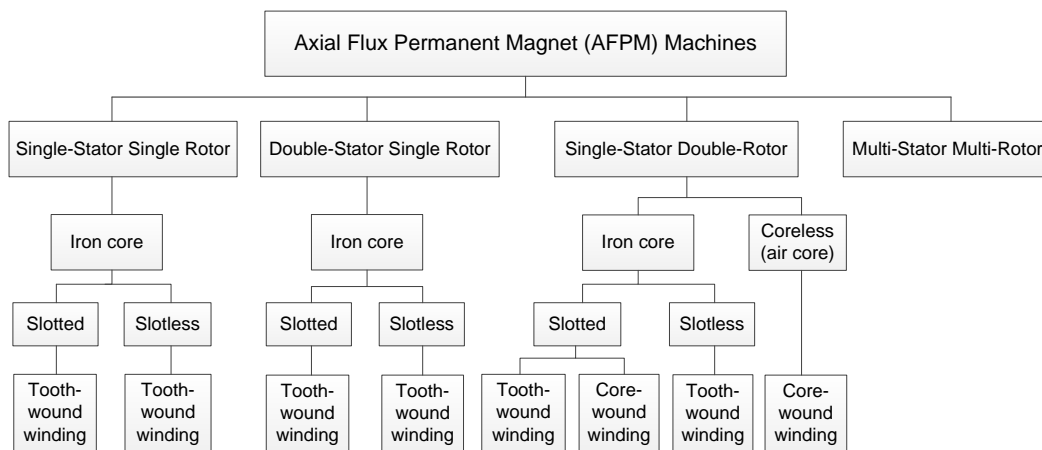 Axial Flux Permanent Magnet (AFPM) Machines
Single-Stator Single Rotor
Double-Stator Single Rotor
Single-Stator Double-Rotor
Multi-Stator Multi-Rotor
Iron core
Iron core
Iron core
Coreless
(air core)
Slotted
Slotless
Slotted
Slotless
Slotted
Slotless
Tooth-
wound
winding
Tooth-
wound
winding
Tooth-
wound
winding
Tooth-
wound
winding
Tooth-
wound
winding
Core-
wound
winding
Tooth-
wound
winding
Core-
wound
winding